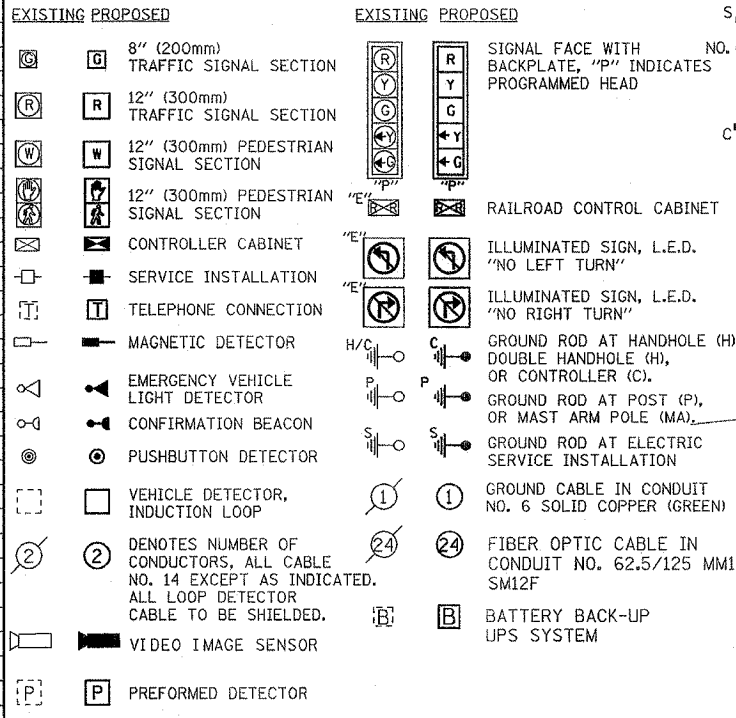 EXISTING PROPOSED
G G 8" (200mm)
TRAFFIC SIGNAL SECTION
R R 12" (300mm)
TRAFFIC SIGNAL SECTION
W W 12" (300mm) PEDESTRIAN
SIGNAL SECTION
12" (300mm) PEDESTRIAN
SIGNAL SECTION
CONTROLLER CABINET
SERVICE INSTALLATION
T T TELEPHONE CONNECTION
MAGNETIC DETECTOR
EMERGENCY VEHICLE
LIGHT DETECTOR
CONFIRMATION BEACON
PUSHBUTTON DETECTOR
VEHICLE DETECTOR,
INDUCTION LOOP
2 2 DENOTES NUMBER OF
CONDUCTORS, ALL CABLE
NO. 14 EXCEPT AS INDICATED.
ALL LOOP DETECTOR
CABLE TO BE SHIELDED.
VIDEO IMAGE SENSOR
P P PREFORMED DETECTOR
EXISTING PROPOSED
R R SIGNAL FACE WITH
Y Y BACKPLATE, "P" INDICATES
G G PROGRAMMED HEAD
Y Y
G G
"P" "P"
"E" R R RAILROAD CONTROL CABINET
"E" ILLUMINATED SIGN, L.E.D.
"NO LEFT TURN"
"E" ILLUMINATED SIGN, L.E.D.
"NO RIGHT TURN"
H/C C GROUND ROD AT HANDHOLE (H)
DOUBLE HANDHOLE (H),
OR CONTROLLER (C).
P P GROUND ROD AT POST (P),
OR MAST ARM POLE (MA),
S S GROUND ROD AT ELECTRIC
SERVICE INSTALLATION
1 1 GROUND CABLE IN CONDUIT
NO. 6 SOLID COPPER (GREEN)
24 24 FIBER OPTIC CABLE IN
CONDUIT NO. 62.5/125 MM1
SM12F
B B BATTERY BACK-UP
UPS SYSTEM
S
NO.
C